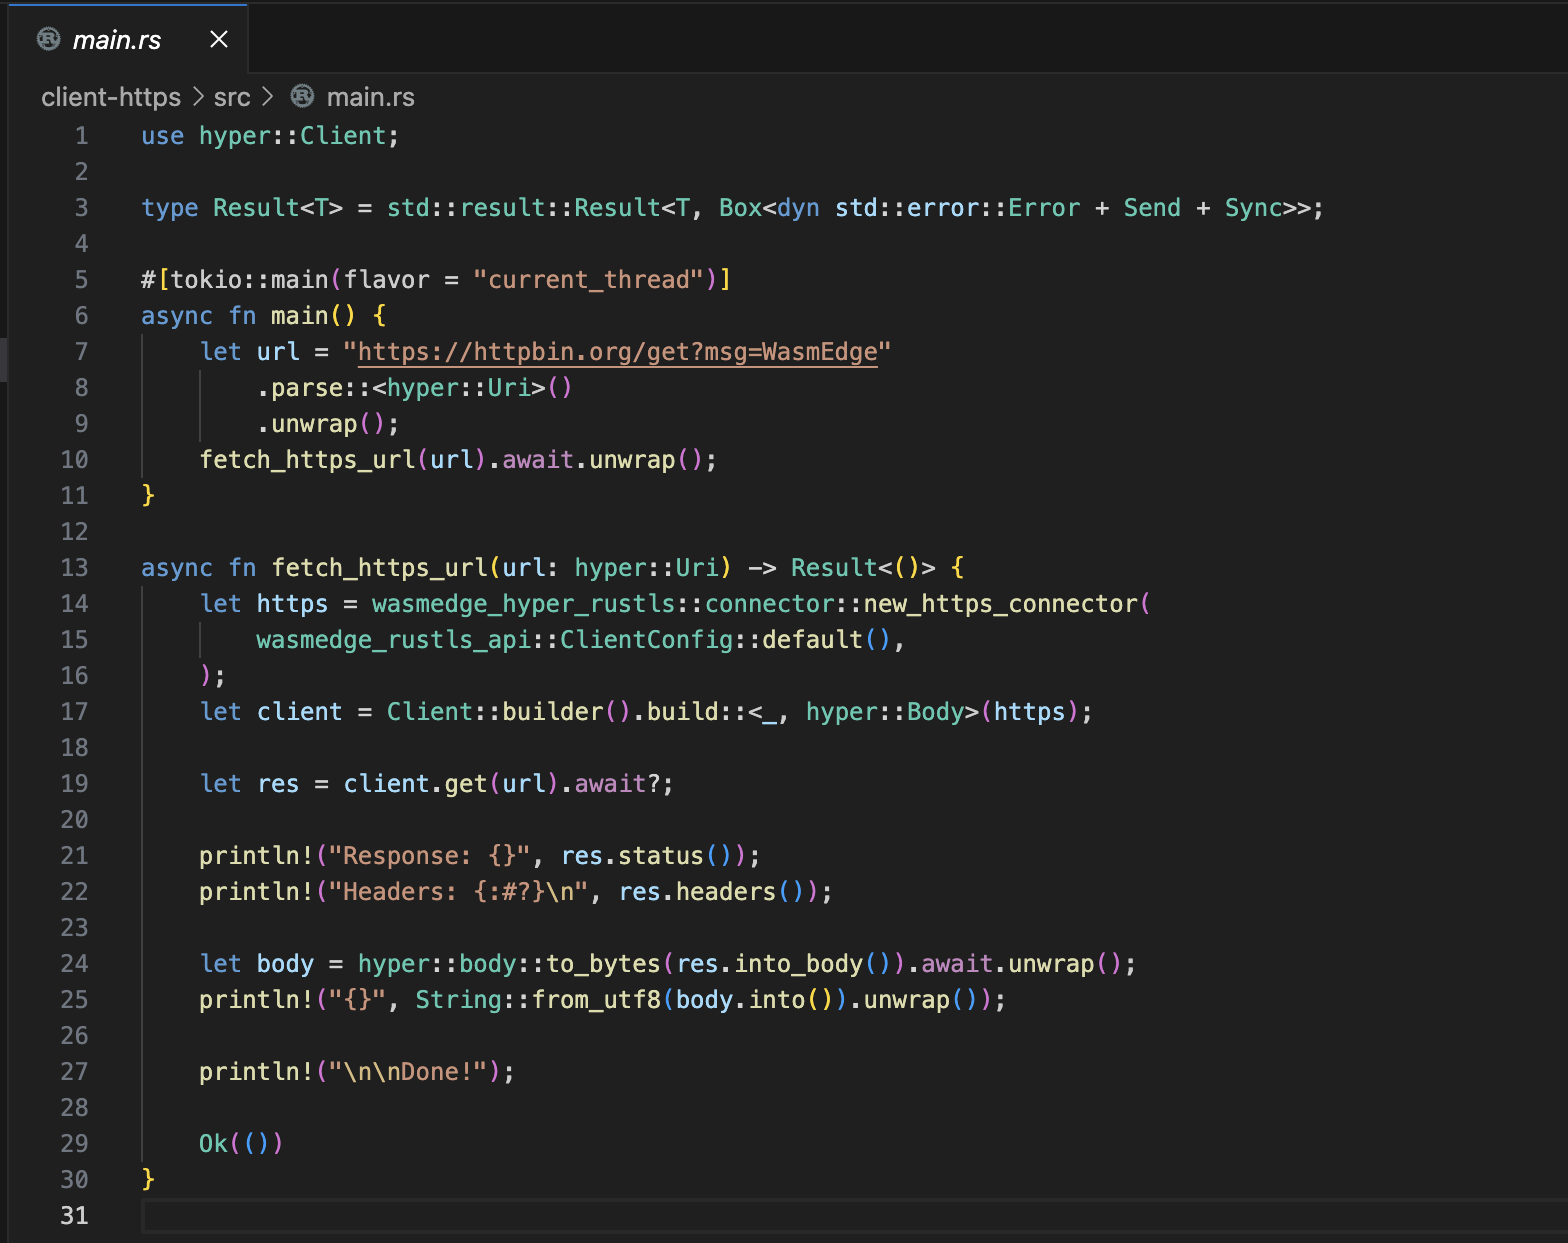 main.rs
client-https > src > main.rs
1 use hyper::Client;
2
3 type Result<T> = std::result::Result<T, Box<dyn std::error::Error + Send + Sync>>;
4
5 #[tokio::main(flavor = "current_thread")]
6 async fn main() {
7     let url = "https://httpbin.org/get?msg=WasmEdge"
8         .parse::<hyper::Uri>()
9         .unwrap();
10     fetch_https_url(url).await.unwrap();
11 }
12
13 async fn fetch_https_url(url: hyper::Uri) -> Result<()> {
14     let https = wasmedge_hyper_rustls::connector::new_https_connector(
15         wasmedge_rustls_api::ClientConfig::default(),
16     );
17     let client = Client::builder().build::<_, hyper::Body>(https);
18
19     let res = client.get(url).await?;
20
21     println!("Response: {}", res.status());
22     println!("Headers: {:#?}\n", res.headers());
23
24     let body = hyper::body::to_bytes(res.into_body()).await.unwrap();
25     println!("{}", String::from_utf8(body.into()).unwrap());
26
27     println!("\n\nDone!");
28
29     Ok(())
30 }
31